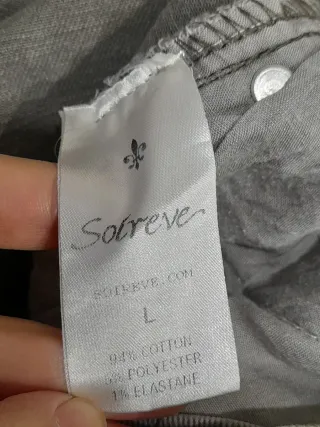 Soireve
SOIREVE.COM
L
94% COTTON
5% POLYESTER
1% ELASTANE